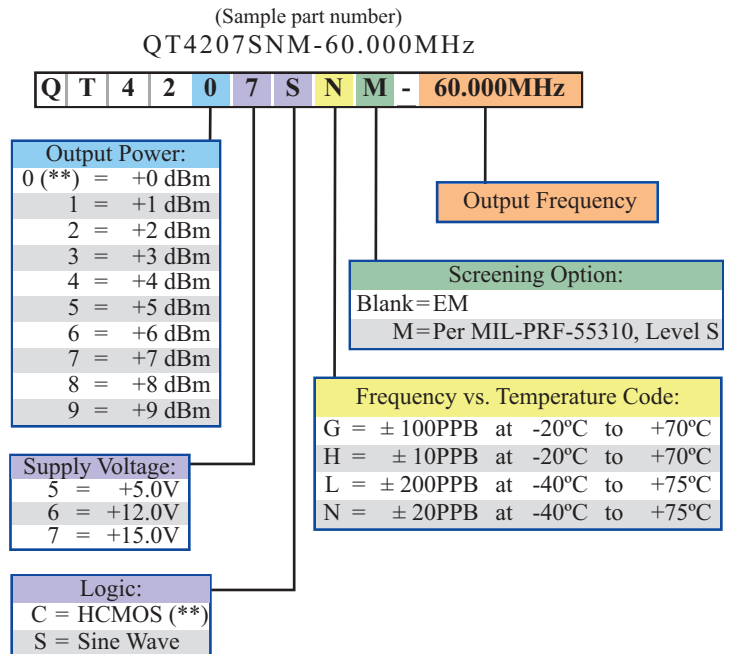 (Sample part number)
QT4207SNM-60.000MHz
Q T 4 2 0 7 S N M - 60.000MHz
Output Power:
0 (**) = +0 dBm
1 = +1 dBm
2 = +2 dBm
3 = +3 dBm
4 = +4 dBm
5 = +5 dBm
6 = +6 dBm
7 = +7 dBm
8 = +8 dBm
9 = +9 dBm
Output Frequency
Screening Option:
Blank=EM
M=Per MIL-PRF-55310, Level S
Frequency vs. Temperature Code:
G = ± 100PPB at -20ºC to +70ºC
H = ± 10PPB at -20ºC to +70ºC
L = ± 200PPB at -40ºC to +75ºC
N = ± 20PPB at -40ºC to +75ºC
Supply Voltage:
5 = +5.0V
6 = +12.0V
7 = +15.0V
Logic:
C = HCMOS (**)
S = Sine Wave